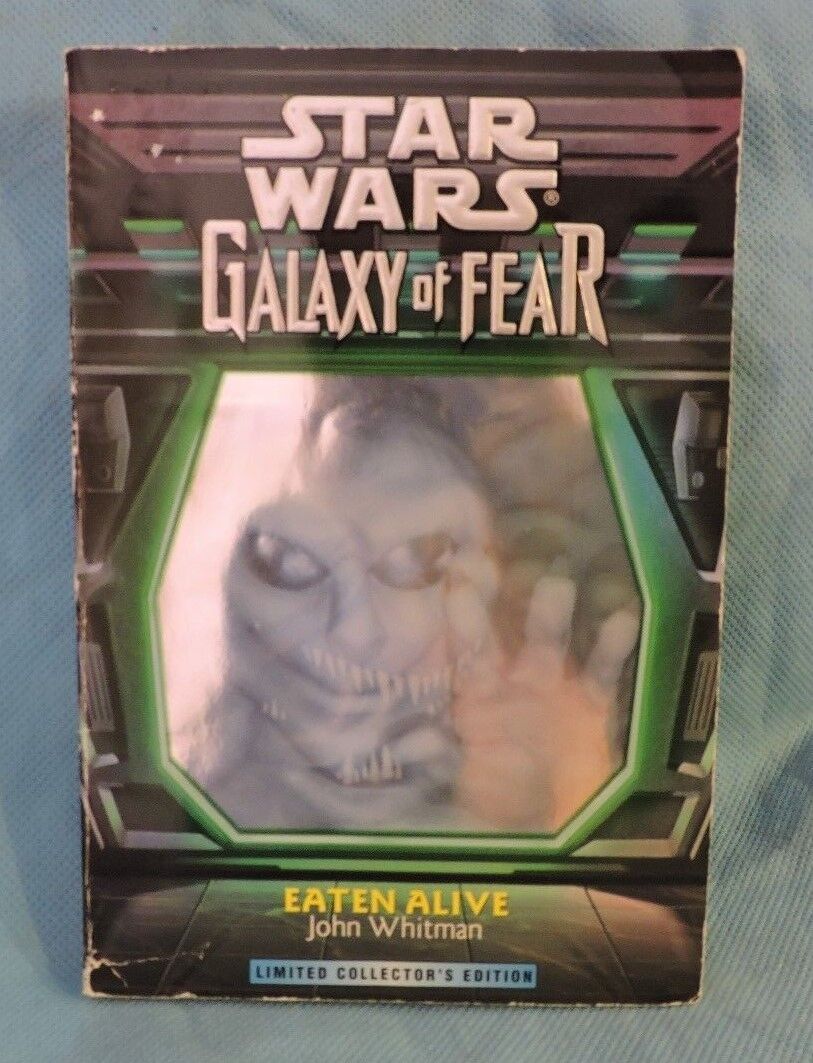 STAR
WARS®
GALAXY of FEAR
EATEN ALIVE
John Whitman
LIMITED COLLECTOR'S EDITION